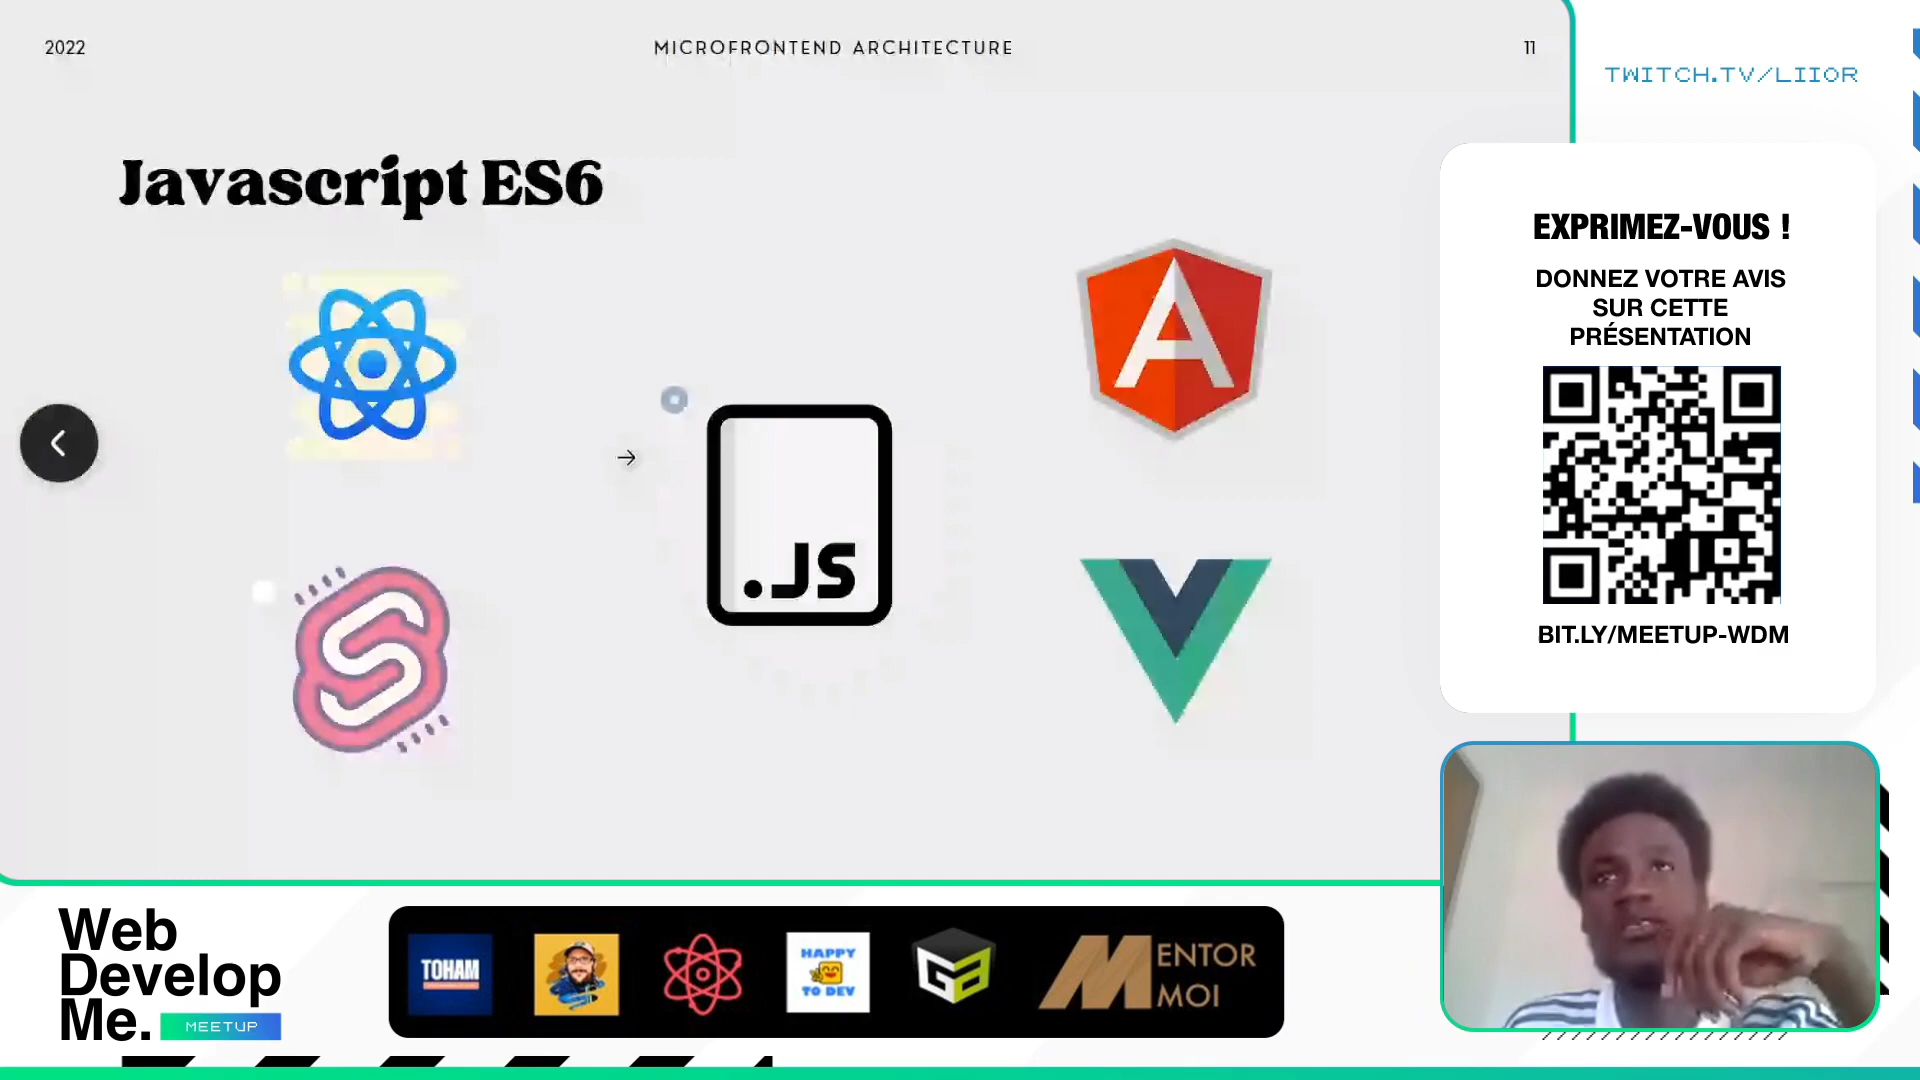 2022
MICROFRONTEND ARCHITECTURE
11
TWITCH.TV/LIIOR
Javascript ES6
.JS
EXPRIMEZ-VOUS !
DONNEZ VOTRE AVIS
SUR CETTE
PRÉSENTATION
BIT.LY/MEETUP-WDM
Web
Develop
Me.
MEETUP
TOHAM
HAPPY
TO DEV
MENTOR
MOI